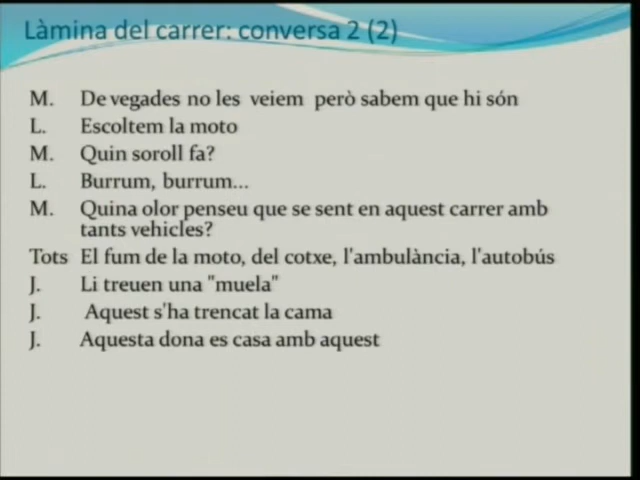 Làmina del carrer: conversa 2 (2)
M. De vegades no les veiem però sabem que hi són
L. Escoltem la moto
M. Quin soroll fa?
L. Burrum, burrum...
M. Quina olor penseu que se sent en aquest carrer amb
tants vehicles?
Tots El fum de la moto, del cotxe, l'ambulància, l'autobús
J. Li treuen una "muela"
J. Aquest s'ha trencat la cama
J. Aquesta dona es casa amb aquest